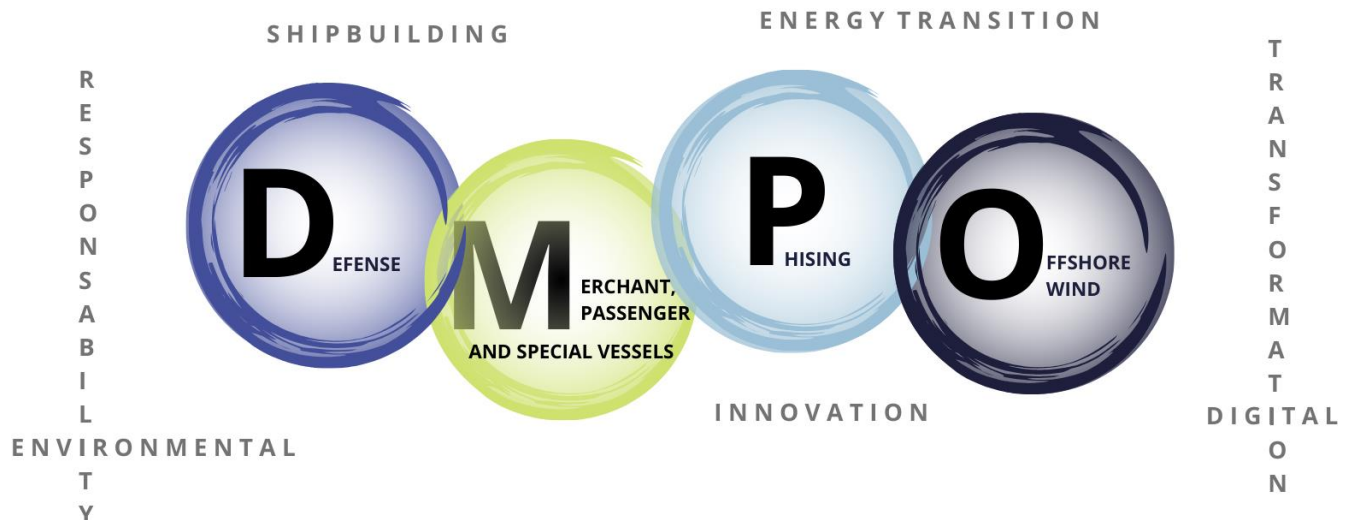 SHIPBUILDING
ENERGY TRANSITION
RESPONSABILITY
ENVIRONMENTAL
DEFENSE
MERCHANT,
PASSENGER
AND SPECIAL VESSELS
PHISING
OFFSHORE
WIND
INNOVATION
TRANSFORMATION
DIGITAL